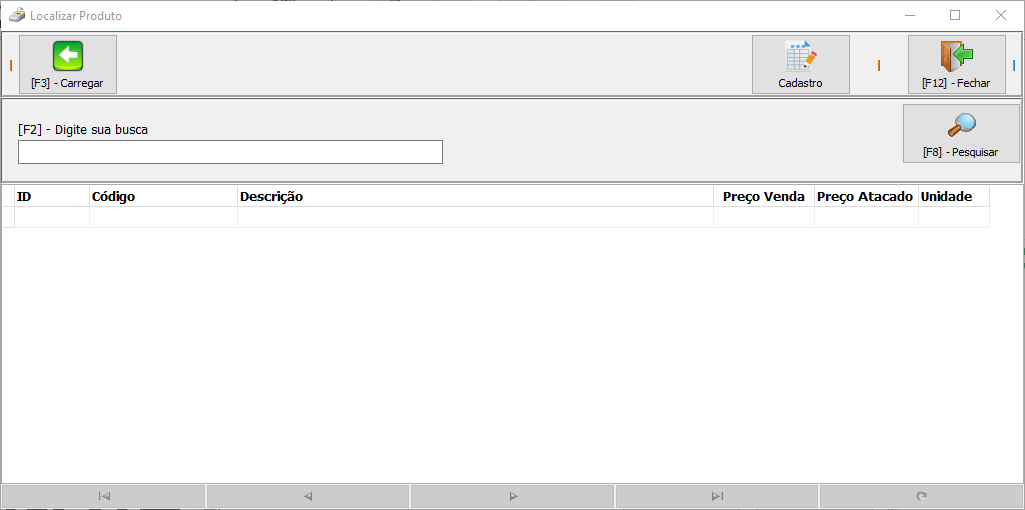 Localizar Produto
[F3] - Carregar
Cadastro
[F12] - Fechar
[F2] - Digite sua busca
[F8] - Pesquisar
ID Código Descrição Preço Venda Preço Atacado Unidade